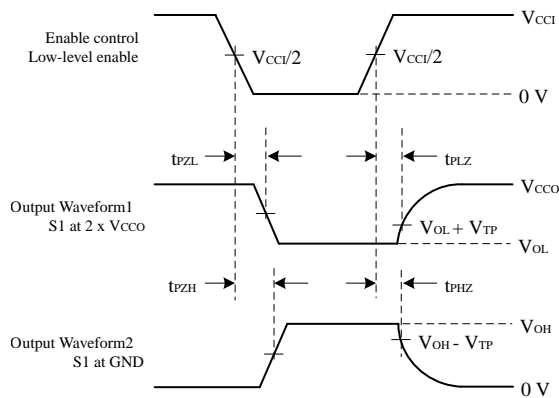 VCCI
Enable control
Low-level enable
VCCI/2
VCCI/2
0 V
tPZL
tPLZ
VCCO
Output Waveform1
S1 at 2 x VCCO
VOL + VTP
VOL
tPZH
tPHZ
VOH
Output Waveform2
S1 at GND
VOH - VTP
0 V